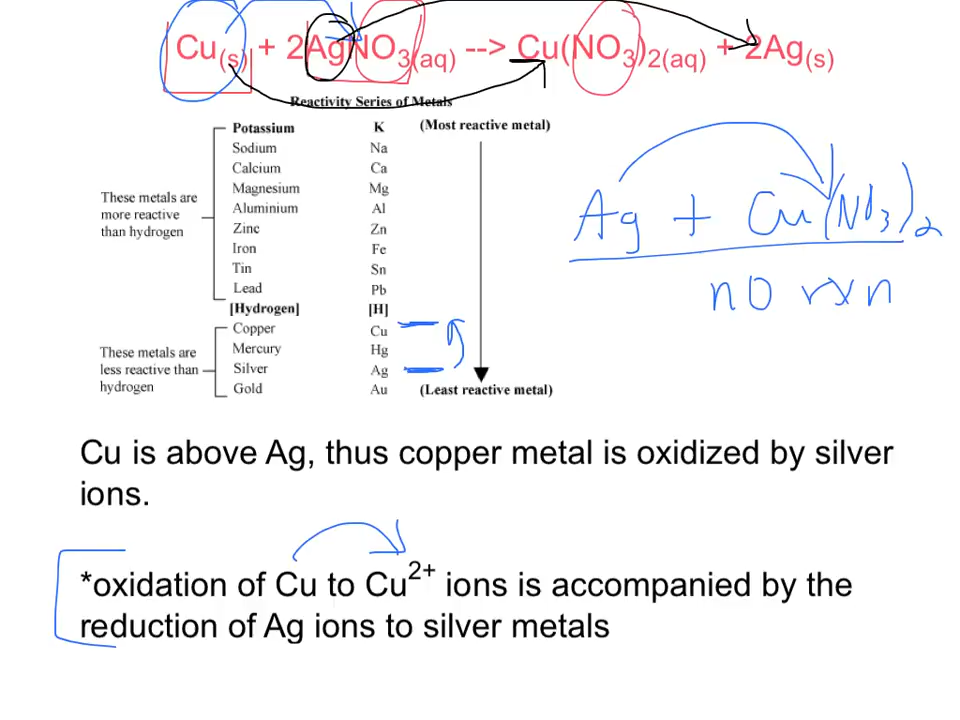 Cu(s) + 2AgNO3(aq) --> Cu(NO3)2(aq) + 2Ag(s)
Reactivity Series of Metals
Potassium K (Most reactive metal)
Sodium Na
Calcium Ca
Magnesium Mg
Aluminium Al
Zinc Zn
Iron Fe
Tin Sn
Lead Pb
[Hydrogen] [H]
Copper Cu
Mercury Hg
Silver Ag
Gold Au (Least reactive metal)
These metals are
more reactive
than hydrogen
These metals are
less reactive than
hydrogen
Ag + Cu(NO3)2
no rxn
Cu is above Ag, thus copper metal is oxidized by silver
ions.
*oxidation of Cu to Cu2+ ions is accompanied by the
reduction of Ag ions to silver metals